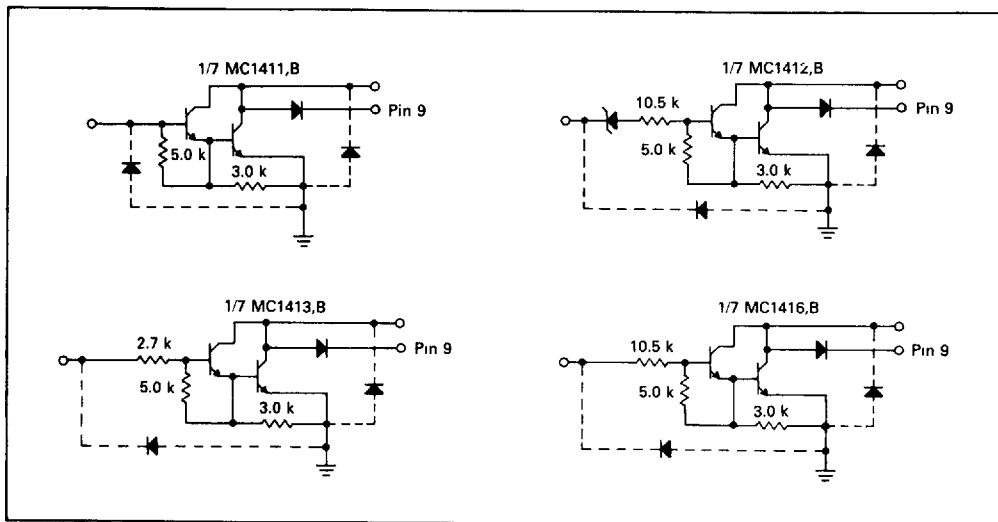 1/7 MC1411,B
Pin 9
5.0 k
3.0 k
1/7 MC1412,B
10.5 k
Pin 9
5.0 k
3.0 k
1/7 MC1413,B
2.7 k
Pin 9
5.0 k
3.0 k
1/7 MC1416,B
10.5 k
Pin 9
5.0 k
3.0 k